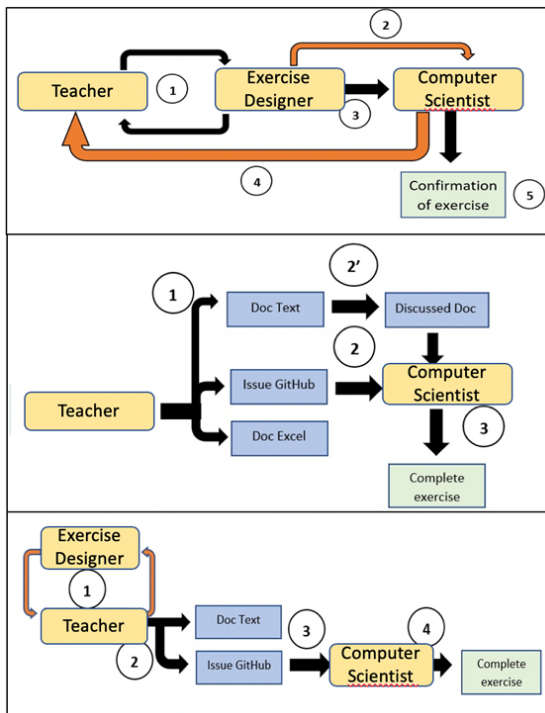 2
Teacher
1
Exercise
Designer
Computer
Scientist
3
4
Confirmation
of exercise
5
2'
1
Doc Text
Discussed Doc
2
Issue GitHub
Computer
Scientist
Teacher
3
Doc Excel
Complete
exercise
Exercise
Designer
1
Teacher
Doc Text
3
4
2
Issue GitHub
Computer
Scientist
Complete
exercise